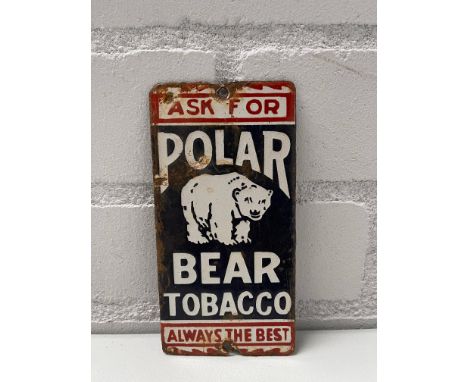 ASK FOR
POLAR
BEAR
TOBACCO
ALWAYS THE BEST